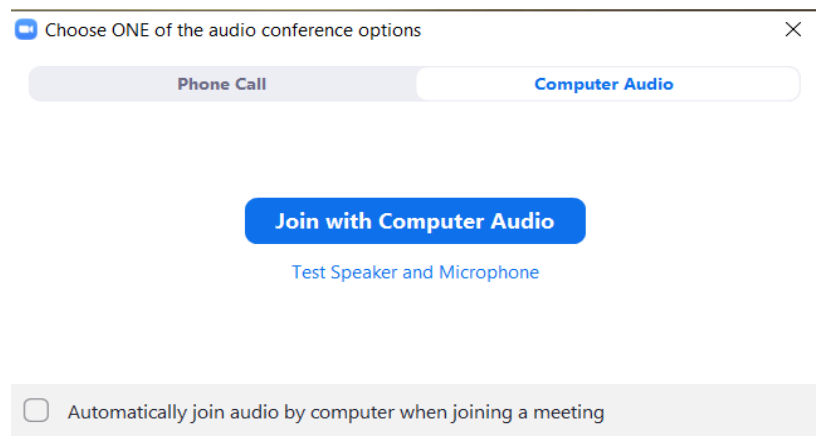 Choose ONE of the audio conference options
Phone Call
Computer Audio
Join with Computer Audio
Test Speaker and Microphone
Automatically join audio by computer when joining a meeting